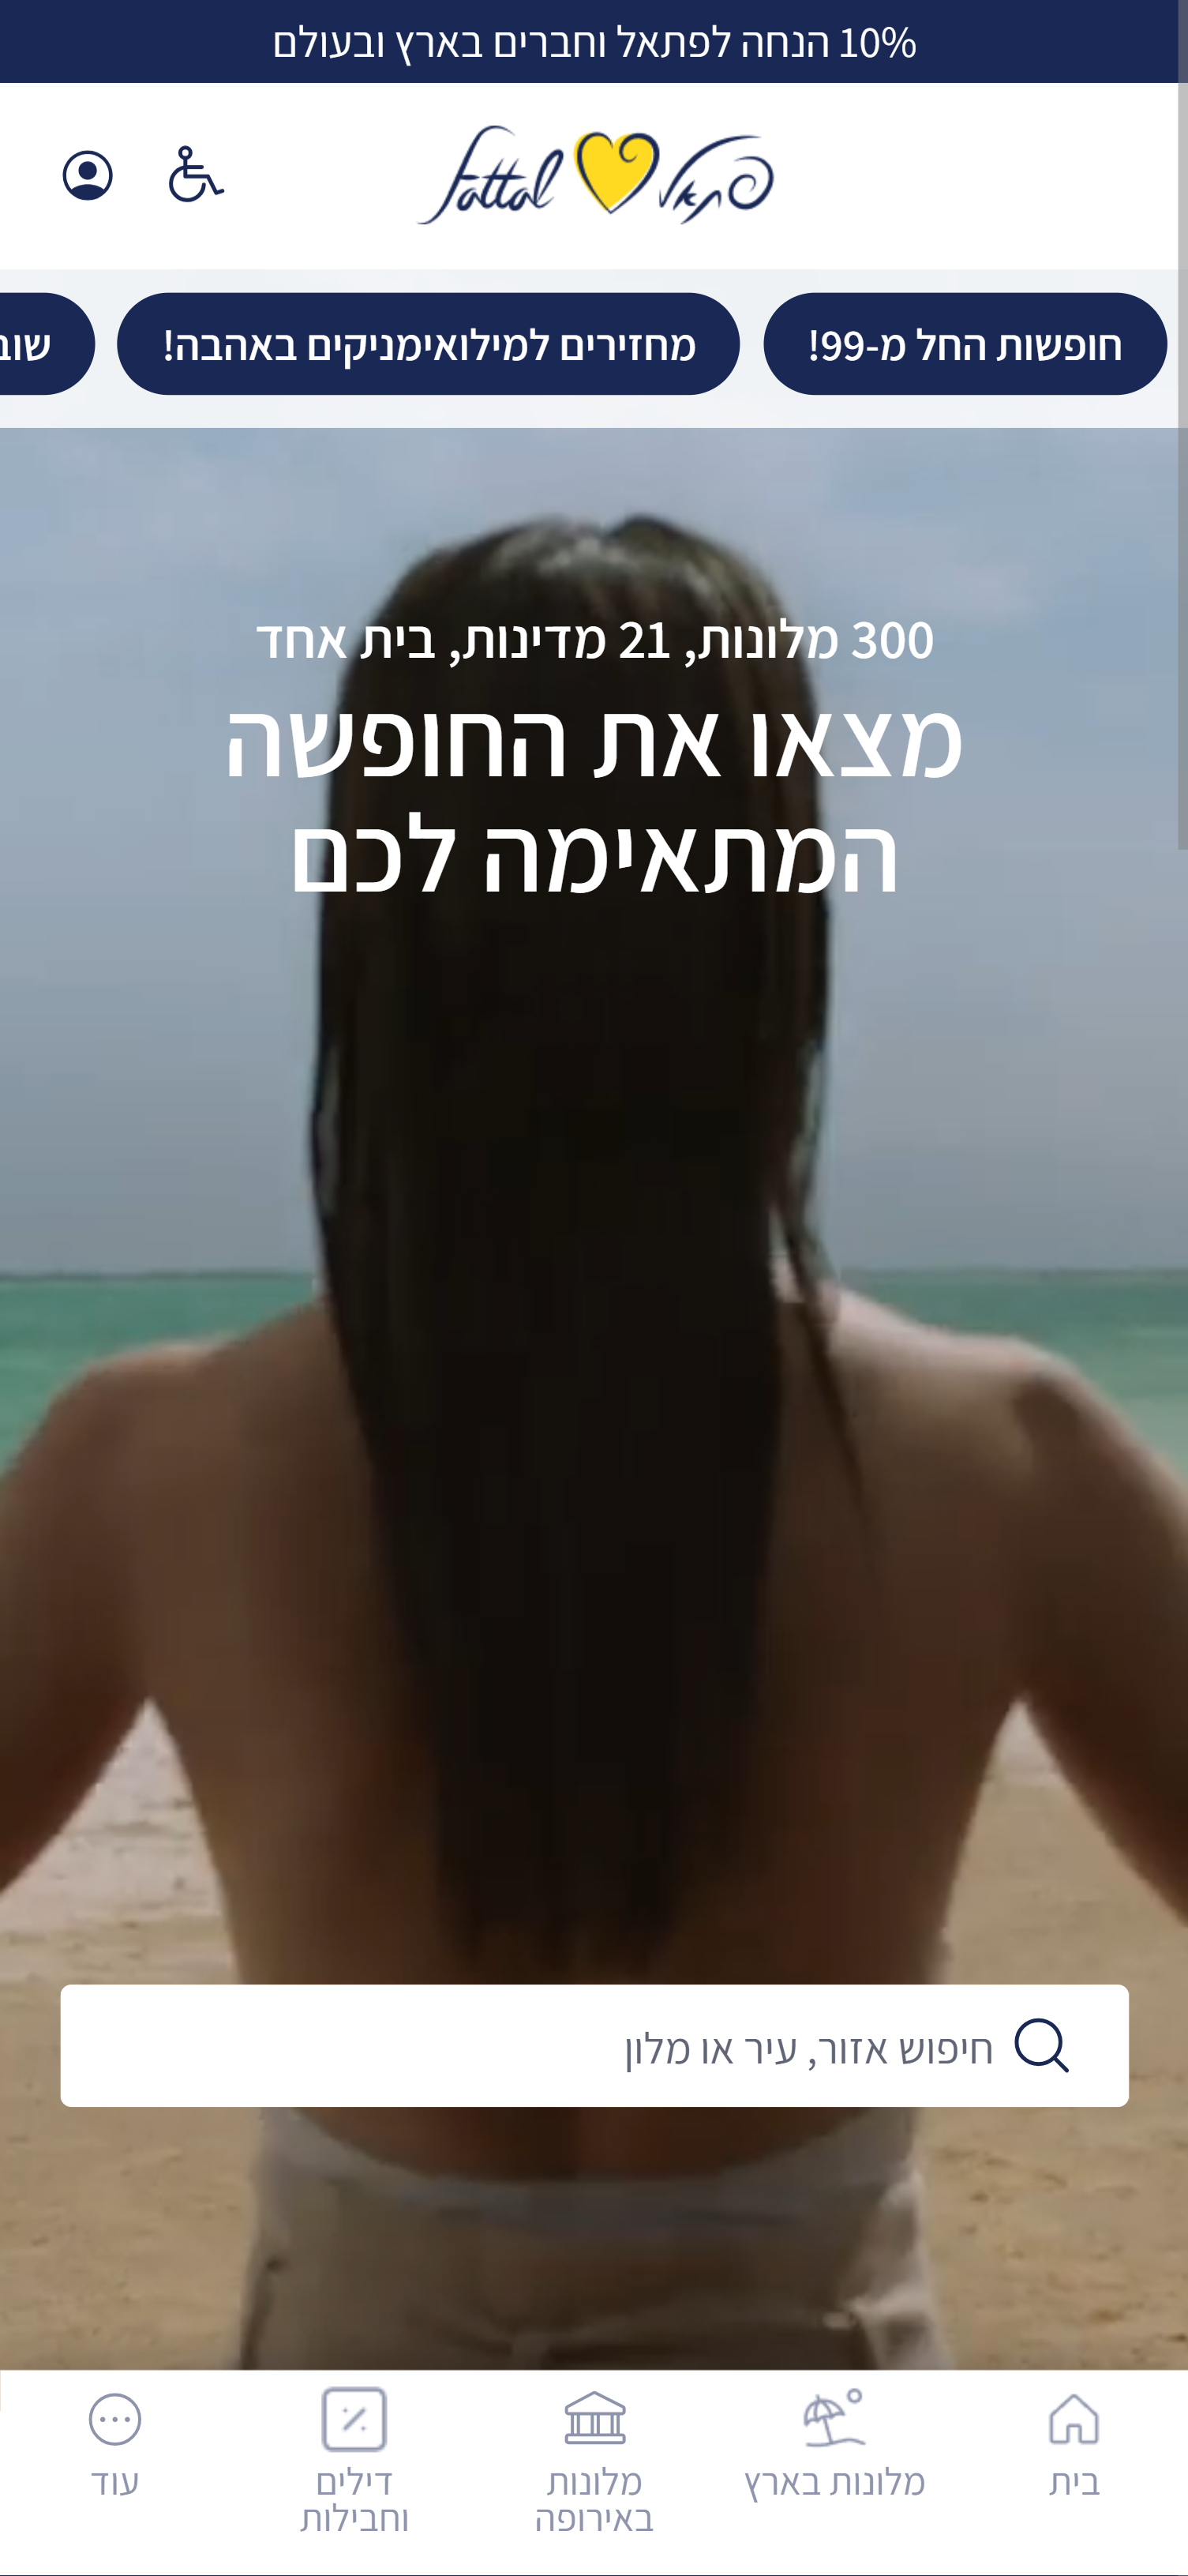 10% הנחה לפתאל וחברים בארץ ובעולם
פתאל fattal
חופשות החל מ-99!
מחזירים למילואימניקים באהבה!
300 מלונות, 21 מדינות, בית אחד
מצאו את החופשה
המתאימה לכם
חיפוש אזור, עיר או מלון
בית
מלונות בארץ
מלונות
באירופה
דילים
וחבילות
עוד